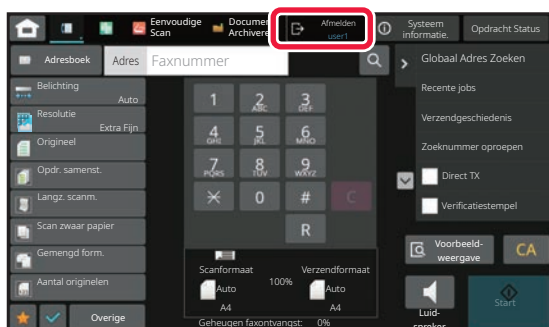 Eenvoudige
Scan
Documen
Archivere
Afmelden
user1
Systeem
informatie.
Opdracht Status
Adresboek
Adres
Faxnummer
Globaal Adres Zoeken
Belichting
Auto
Resolutie
Extra Fijn
Origineel
Opdr. samenst.
Langz. scanm.
Scan zwaar papier
Gemengd form.
Aantal originelen
Overige
1
2
ABC
3
DEF
4
GHI
5
JKL
6
MNO
7
PQRS
8
TUV
9
WXYZ
0
#
C
R
Recente jobs
Verzendgeschiedenis
Zoeknummer oproepen
Direct TX
Verificatiestempel
Scanformaat
Auto
A4
100%
Verzendformaat
Auto
A4
Geheugen faxontvangst: 0%
Voorbeeld-
weergave
CA
Luid-
spreker
Start